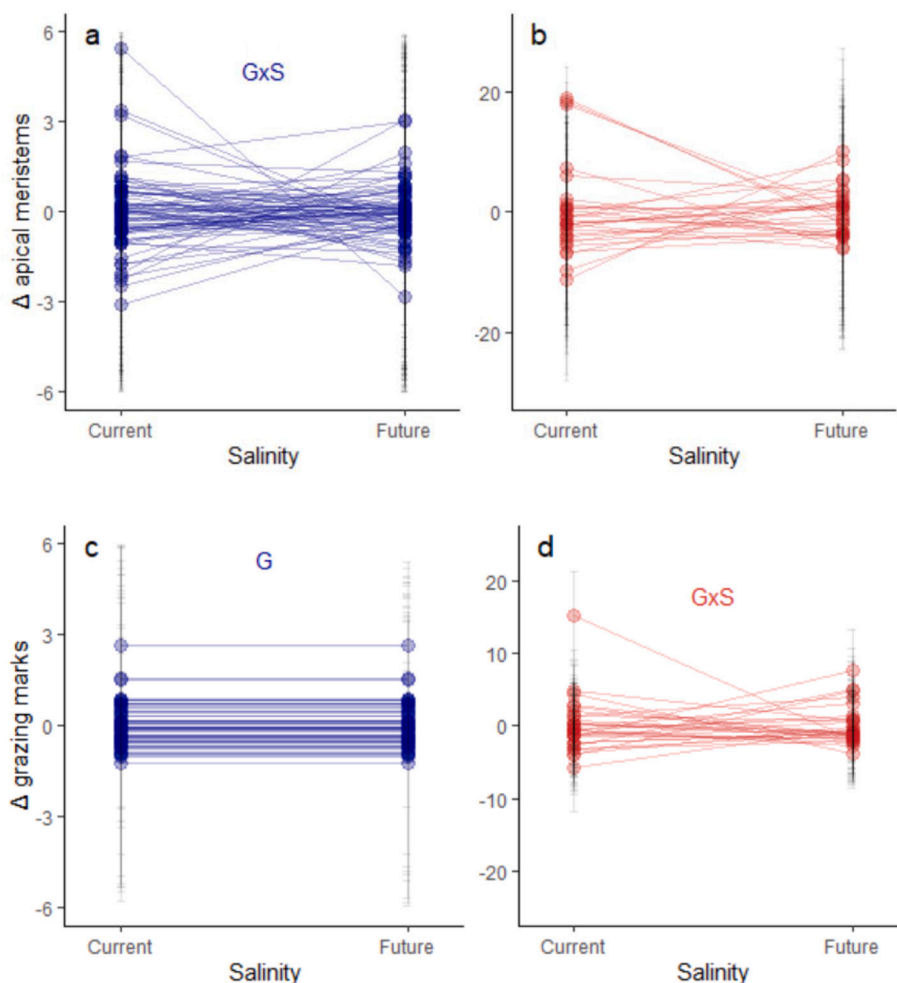 a
GxS
6
3
0
-3
-6
Δ apical meristems
Current
Future
Salinity
b
20
0
-20
Current
Future
Salinity
c
G
6
3
0
-3
-6
Δ grazing marks
Current
Future
Salinity
d
GxS
20
10
0
-10
-20
Current
Future
Salinity